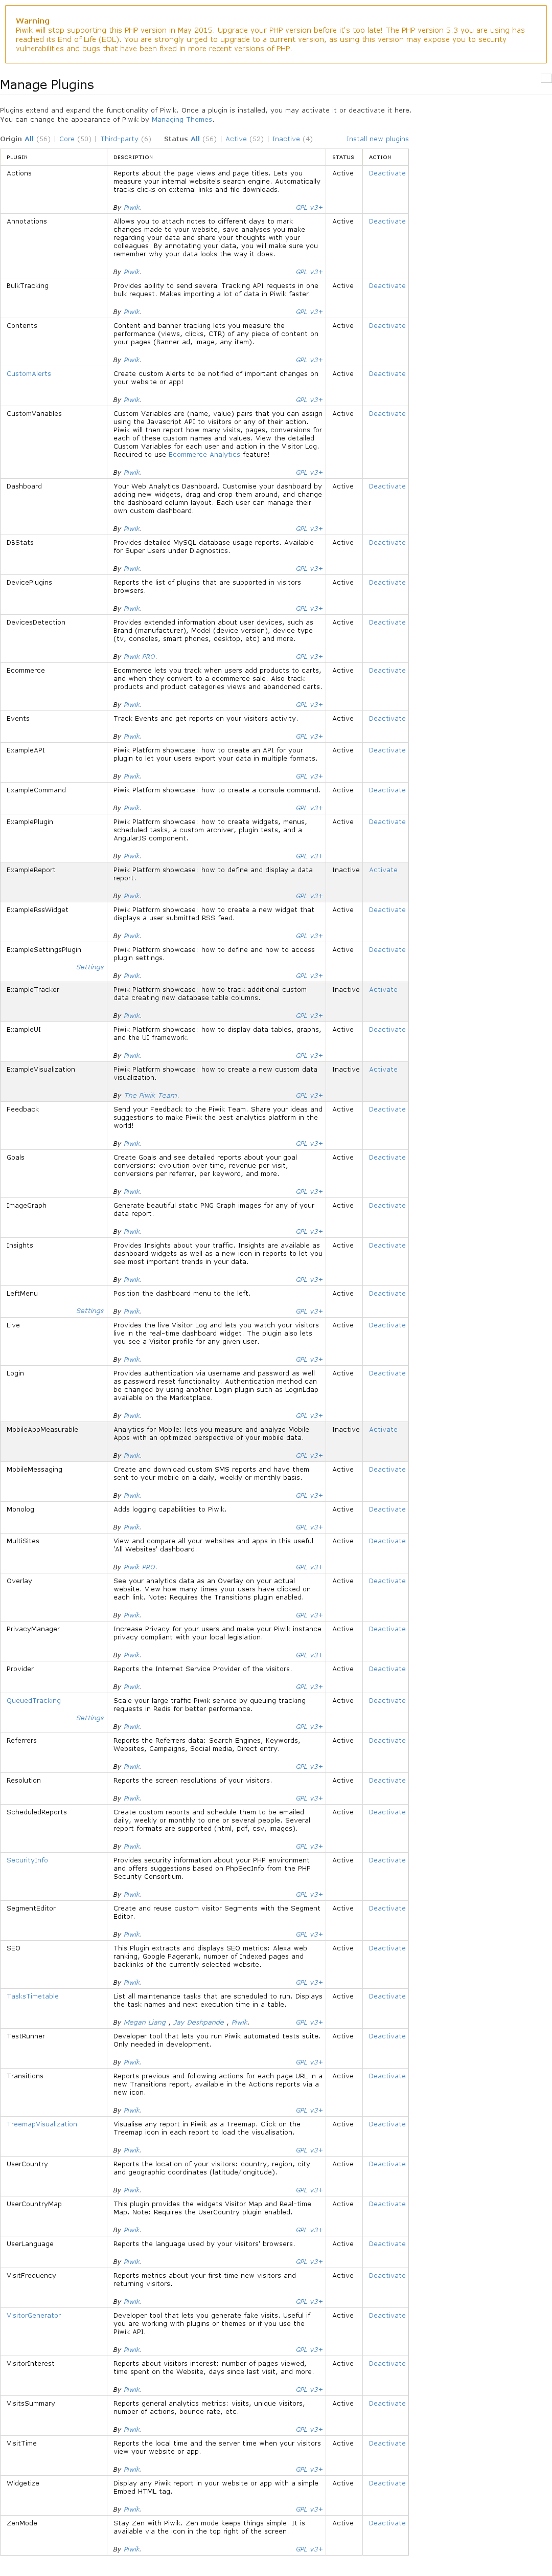 Warning
Piwik will stop supporting this PHP version in May 2015. Upgrade your PHP version before it's too late! The PHP version 5.3 you are using has
reached its End of Life (EOL). You are strongly urged to upgrade to a current version, as using this version may expose you to security
vulnerabilities and bugs that have been fixed in more recent versions of PHP.
Manage Plugins
Plugins extend and expand the functionality of Piwik. Once a plugin is installed, you may activate it or deactivate it here.
You can change the appearance of Piwik by Managing Themes.
Origin All (56) | Core (50) | Third-party (6) Status All (56) | Active (52) | Inactive (4) Install new plugins
PLUGIN DESCRIPTION STATUS ACTION
Actions Reports about the page views and page titles. Lets you Active Deactivate
measure your internal website's search engine. Automatically
tracks clicks on external links and file downloads.
By Piwik. GPL v3+
Annotations Allows you to attach notes to different days to mark Active Deactivate
changes made to your website, save analyses you make
regarding your data and share your thoughts with your
colleagues. By annotating your data, you will make sure you
remember why your data looks the way it does.
By Piwik. GPL v3+
BulkTracking Provides ability to send several Tracking API requests in one Active Deactivate
bulk request. Makes importing a lot of data in Piwik faster.
By Piwik. GPL v3+
Contents Content and banner tracking lets you measure the Active Deactivate
performance (views, clicks, CTR) of any piece of content on
your pages (Banner ad, image, any item).
By Piwik. GPL v3+
CustomAlerts Create custom Alerts to be notified of important changes on Active Deactivate
your website or app!
By Piwik. GPL v3+
CustomVariables Custom Variables are (name, value) pairs that you can assign Active Deactivate
using the Javascript API to visitors or any of their action.
Piwik will then report how many visits, pages, conversions for
each of these custom names and values. View the detailed
Custom Variables for each user and action in the Visitor Log.
Required to use Ecommerce Analytics feature!
By Piwik. GPL v3+
Dashboard Your Web Analytics Dashboard. Customise your dashboard by Active Deactivate
adding new widgets, drag and drop them around, and change
the dashboard column layout. Each user can manage their
own custom dashboard.
By Piwik. GPL v3+
DBStats Provides detailed MySQL database usage reports. Available Active Deactivate
for Super Users under Diagnostics.
By Piwik. GPL v3+
DevicePlugins Reports the list of plugins that are supported in visitors Active Deactivate
browsers.
By Piwik. GPL v3+
DevicesDetection Provides extended information about user devices, such as Active Deactivate
Brand (manufacturer), Model (device version), device type
(tv, consoles, smart phones, desktop, etc) and more.
By Piwik PRO. GPL v3+
Ecommerce Ecommerce lets you track when users add products to carts, Active Deactivate
and when they convert to a ecommerce sale. Also track
products and product categories views and abandoned carts.
By Piwik. GPL v3+
Events Track Events and get reports on your visitors activity. Active Deactivate
By Piwik. GPL v3+
ExampleAPI Piwik Platform showcase: how to create an API for your Active Deactivate
plugin to let your users export your data in multiple formats.
By Piwik. GPL v3+
ExampleCommand Piwik Platform showcase: how to create a console command. Active Deactivate
By Piwik. GPL v3+
ExamplePlugin Piwik Platform showcase: how to create widgets, menus, Active Deactivate
scheduled tasks, a custom archiver, plugin tests, and a
AngularJS component.
By Piwik. GPL v3+
ExampleReport Piwik Platform showcase: how to define and display a data Inactive Activate
report.
By Piwik. GPL v3+
ExampleRssWidget Piwik Platform showcase: how to create a new widget that Active Deactivate
displays a user submitted RSS feed.
By Piwik. GPL v3+
ExampleSettingsPlugin Piwik Platform showcase: how to define and how to access Active Deactivate
plugin settings.
Settings
By Piwik. GPL v3+
ExampleTracker Piwik Platform showcase: how to track additional custom Inactive Activate
data creating new database table columns.
By Piwik. GPL v3+
ExampleUI Piwik Platform showcase: how to display data tables, graphs, Active Deactivate
and the UI framework.
By Piwik. GPL v3+
ExampleVisualization Piwik Platform showcase: how to create a new custom data Inactive Activate
visualization.
By The Piwik Team. GPL v3+
Feedback Send your Feedback to the Piwik Team. Share your ideas and Active Deactivate
suggestions to make Piwik the best analytics platform in the
world!
By Piwik. GPL v3+
Goals Create Goals and see detailed reports about your goal Active Deactivate
conversions: evolution over time, revenue per visit,
conversions per referrer, per keyword, and more.
By Piwik. GPL v3+
ImageGraph Generate beautiful static PNG Graph images for any of your Active Deactivate
data report.
By Piwik. GPL v3+
Insights Provides Insights about your traffic. Insights are available as Active Deactivate
dashboard widgets as well as a new icon in reports to let you
see most important trends in your data.
By Piwik. GPL v3+
LeftMenu Position the dashboard menu to the left. Active Deactivate
Settings By Piwik. GPL v3+
Live Provides the live Visitor Log and lets you watch your visitors Active Deactivate
live in the real-time dashboard widget. The plugin also lets
you see a Visitor profile for any given user.
By Piwik. GPL v3+
Login Provides authentication via username and password as well Active Deactivate
as password reset functionality. Authentication method can
be changed by using another Login plugin such as LoginLdap
available on the Marketplace.
By Piwik. GPL v3+
MobileAppMeasurable Analytics for Mobile: lets you measure and analyze Mobile Inactive Activate
Apps with an optimized perspective of your mobile data.
By Piwik. GPL v3+
MobileMessaging Create and download custom SMS reports and have them Active Deactivate
sent to your mobile on a daily, weekly or monthly basis.
By Piwik. GPL v3+
Monolog Adds logging capabilities to Piwik. Active Deactivate
By Piwik. GPL v3+
MultiSites View and compare all your websites and apps in this useful Active Deactivate
'All Websites' dashboard.
By Piwik PRO. GPL v3+
Overlay See your analytics data as an Overlay on your actual Active Deactivate
website. View how many times your users have clicked on
each link. Note: Requires the Transitions plugin enabled.
By Piwik. GPL v3+
PrivacyManager Increase Privacy for your users and make your Piwik instance Active Deactivate
privacy compliant with your local legislation.
By Piwik. GPL v3+
Provider Reports the Internet Service Provider of the visitors. Active Deactivate
By Piwik. GPL v3+
QueuedTracking Scale your large traffic Piwik service by queuing tracking Active Deactivate
requests in Redis for better performance.
Settings
By Piwik. GPL v3+
Referrers Reports the Referrers data: Search Engines, Keywords, Active Deactivate
Websites, Campaigns, Social media, Direct entry.
By Piwik. GPL v3+
Resolution Reports the screen resolutions of your visitors. Active Deactivate
By Piwik. GPL v3+
ScheduledReports Create custom reports and schedule them to be emailed Active Deactivate
daily, weekly or monthly to one or several people. Several
report formats are supported (html, pdf, csv, images).
By Piwik. GPL v3+
SecurityInfo Provides security information about your PHP environment Active Deactivate
and offers suggestions based on PhpSecInfo from the PHP
Security Consortium.
By Piwik. GPL v3+
SegmentEditor Create and reuse custom visitor Segments with the Segment Active Deactivate
Editor.
By Piwik. GPL v3+
SEO This Plugin extracts and displays SEO metrics: Alexa web Active Deactivate
ranking, Google Pagerank, number of Indexed pages and
backlinks of the currently selected website.
By Piwik. GPL v3+
TasksTimetable List all maintenance tasks that are scheduled to run. Displays Active Deactivate
the task names and next execution time in a table.
By Megan Liang , Jay Deshpande , Piwik. GPL v3+
TestRunner Developer tool that lets you run Piwik automated tests suite. Active Deactivate
Only needed in development.
By Piwik. GPL v3+
Transitions Reports previous and following actions for each page URL in a Active Deactivate
new Transitions report, available in the Actions reports via a
new icon.
By Piwik. GPL v3+
TreemapVisualization Visualise any report in Piwik as a Treemap. Click on the Active Deactivate
Treemap icon in each report to load the visualisation.
By Piwik. GPL v3+
UserCountry Reports the location of your visitors: country, region, city Active Deactivate
and geographic coordinates (latitude/longitude).
By Piwik. GPL v3+
UserCountryMap This plugin provides the widgets Visitor Map and Real-time Active Deactivate
Map. Note: Requires the UserCountry plugin enabled.
By Piwik. GPL v3+
UserLanguage Reports the language used by your visitors' browsers. Active Deactivate
By Piwik. GPL v3+
VisitFrequency Reports metrics about your first time new visitors and Active Deactivate
returning visitors.
By Piwik. GPL v3+
VisitorGenerator Developer tool that lets you generate fake visits. Useful if Active Deactivate
you are working with plugins or themes or if you use the
Piwik API.
By Piwik. GPL v3+
VisitorInterest Reports about visitors interest: number of pages viewed, Active Deactivate
time spent on the Website, days since last visit, and more.
By Piwik. GPL v3+
VisitsSummary Reports general analytics metrics: visits, unique visitors, Active Deactivate
number of actions, bounce rate, etc.
By Piwik. GPL v3+
VisitTime Reports the local time and the server time when your visitors Active Deactivate
view your website or app.
By Piwik. GPL v3+
Widgetize Display any Piwik report in your website or app with a simple Active Deactivate
Embed HTML tag.
By Piwik. GPL v3+
ZenMode Stay Zen with Piwik. Zen mode keeps things simple. It is Active Deactivate
available via the icon in the top right of the screen.
By Piwik. GPL v3+